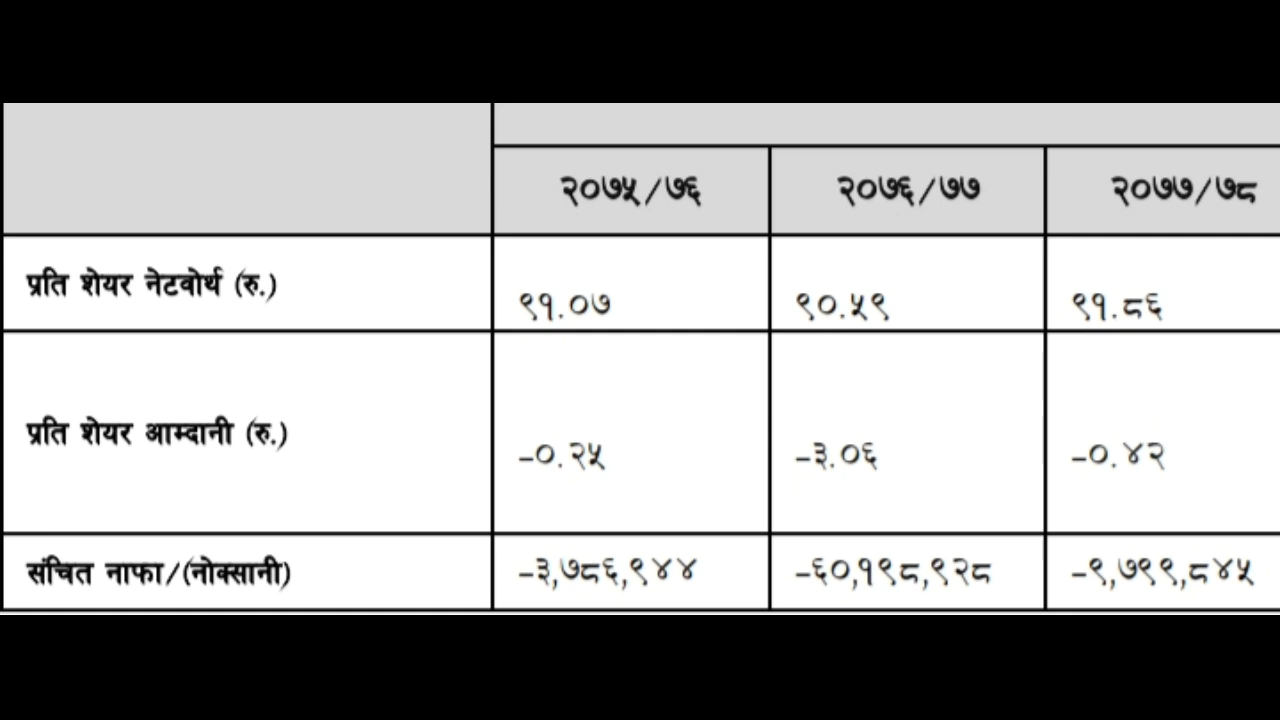 २०७५/७६ २०७६/७७ २०७७/७८
प्रति शेयर नेटवोर्थ (रु.) ९१.०७ ९०.५९ ९१.८६
प्रति शेयर आम्दानी (रु.) -०.२५ -३.०६ -०.४२
संचित नाफा/(नोक्सानी) -३,७८६,९४४ -६०,१९८,९२८ -९,७९९,८४५